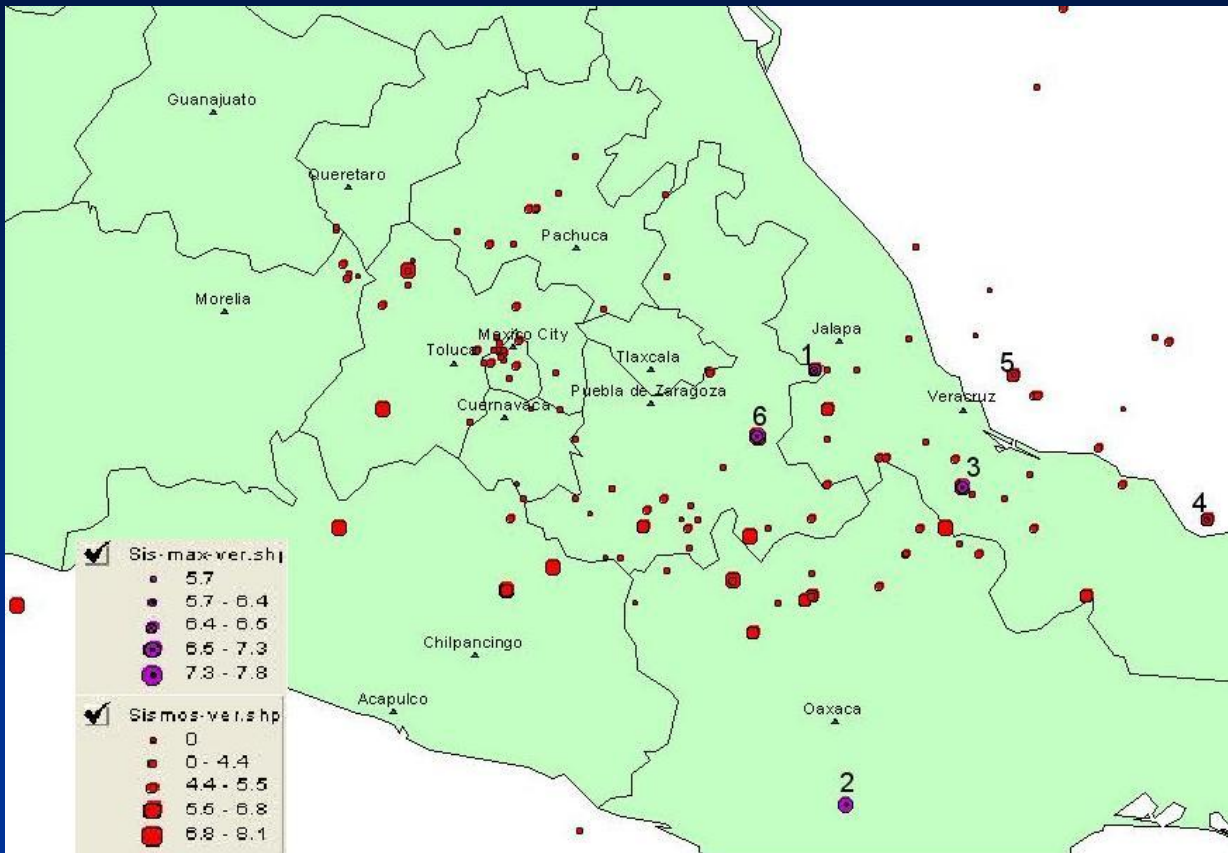 Guanajuato
Queretaro
Pachuca
Morelia
Mexico City
Jalapa
Toluca
Tlaxcala
1
5
Puebla de Zaragoza
Veracruz
Cuernavaca
6
3
4
Sis-max-ver.shp
5.7
5.7 - 6.4
6.4 - 6.5
6.5 - 7.3
7.3 - 7.8
Chilpancingo
Acapulco
Oaxaca
Sismos-ver.shp
0
0 - 4.4
4.4 - 5.5
5.5 - 6.8
6.8 - 8.1
2